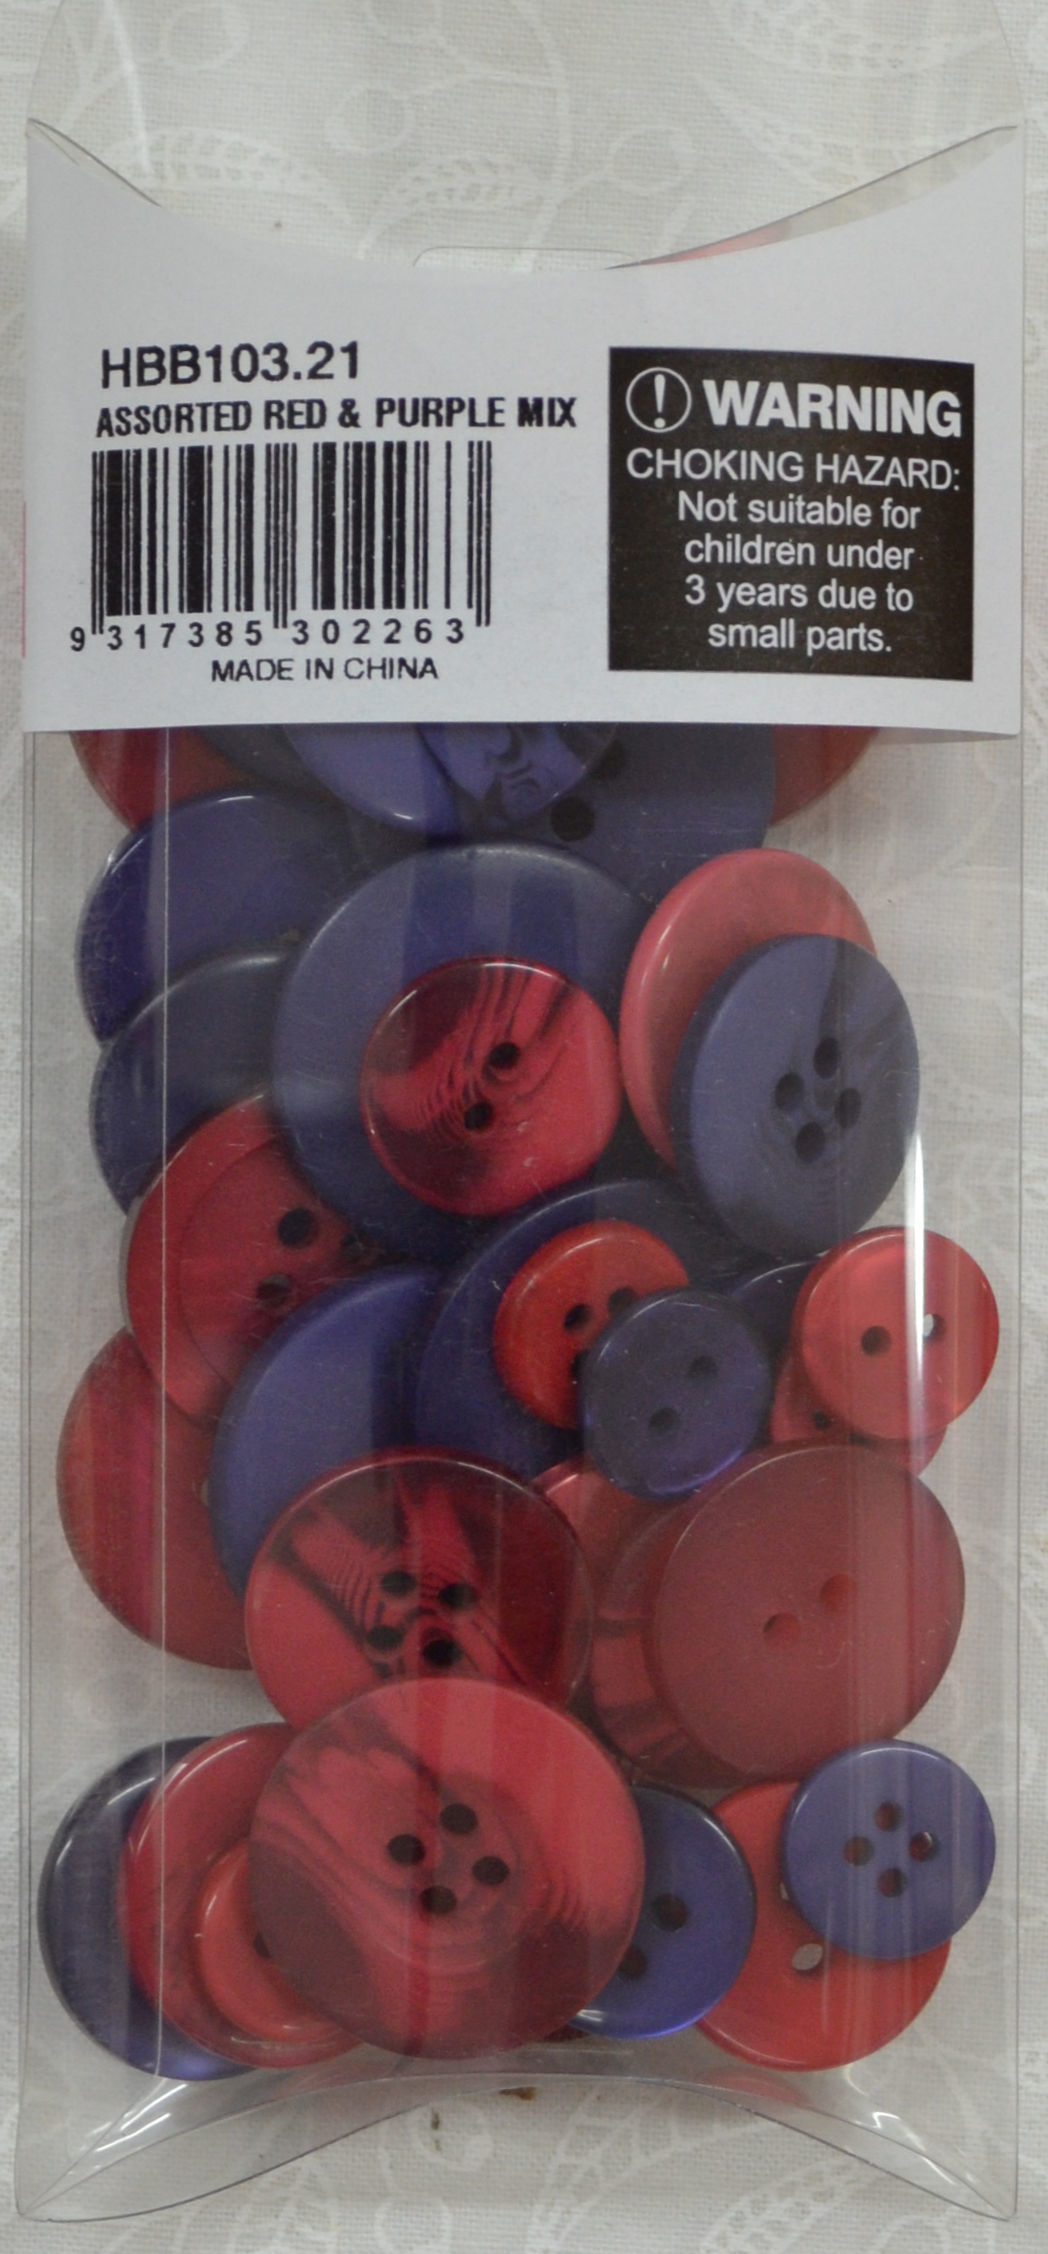 HBB103.21
ASSORTED RED & PURPLE MIX
9 317385 302263
MADE IN CHINA
! WARNING
CHOKING HAZARD:
Not suitable for
children under
3 years due to
small parts.